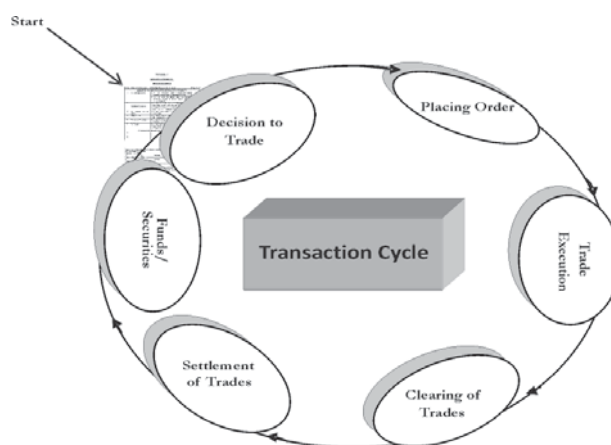 Start
Decision to
Trade
Placing Order
Trade
Execution
Clearing of
Trades
Settlement
of Trades
Funds/
Securities
Transaction Cycle